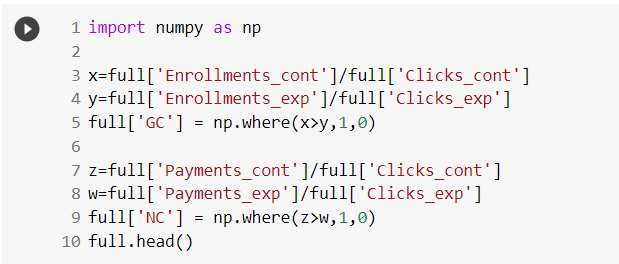 1 import numpy as np
2
3 x=full['Enrollments_cont']/full['Clicks_cont']
4 y=full['Enrollments_exp']/full['Clicks_exp']
5 full['GC'] = np.where(x>y,1,0)
6
7 z=full['Payments_cont']/full['Clicks_cont']
8 w=full['Payments_exp']/full['Clicks_exp']
9 full['NC'] = np.where(z>w,1,0)
10 full.head()